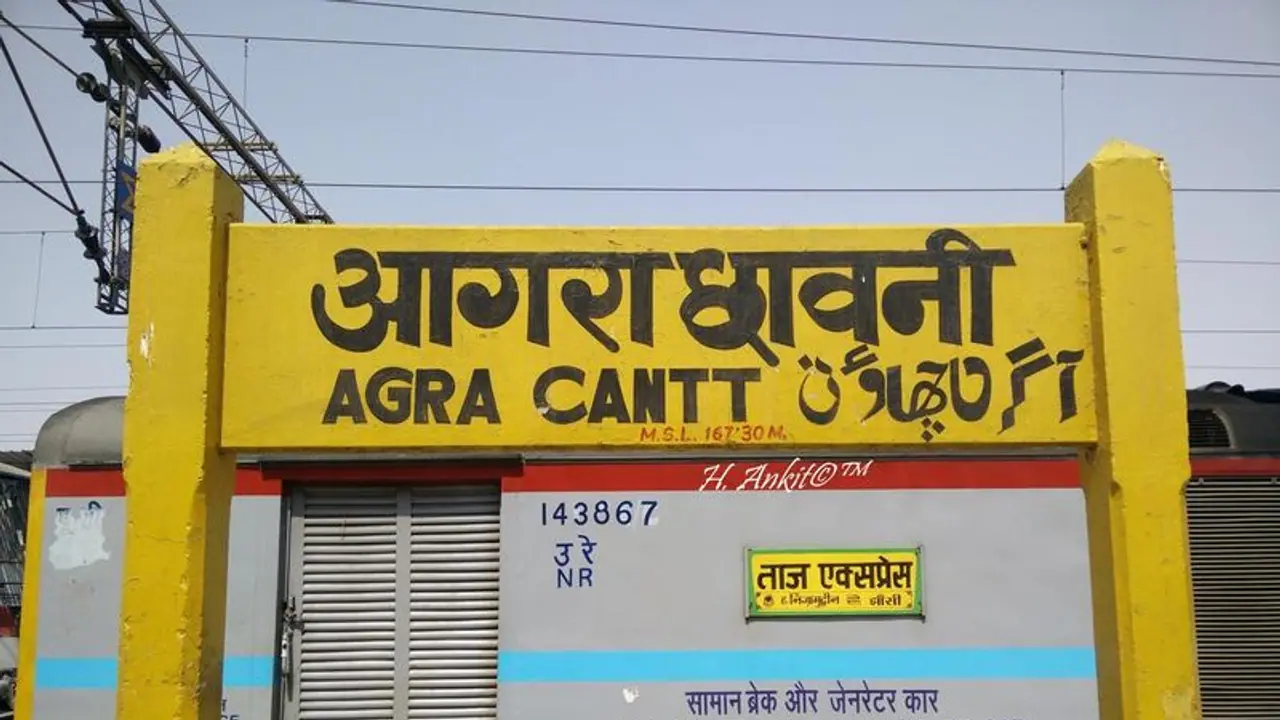 आगरा छावनी
AGRA CANTT آگرہ چھاؤنی
M.S.L. 167·30 M.
H. Ankit©™
143867
उ रे
NR
ताज एक्सप्रेस
ह निजामुद्दीन झाँसी
सामान ब्रेक और जेनरेटर कार